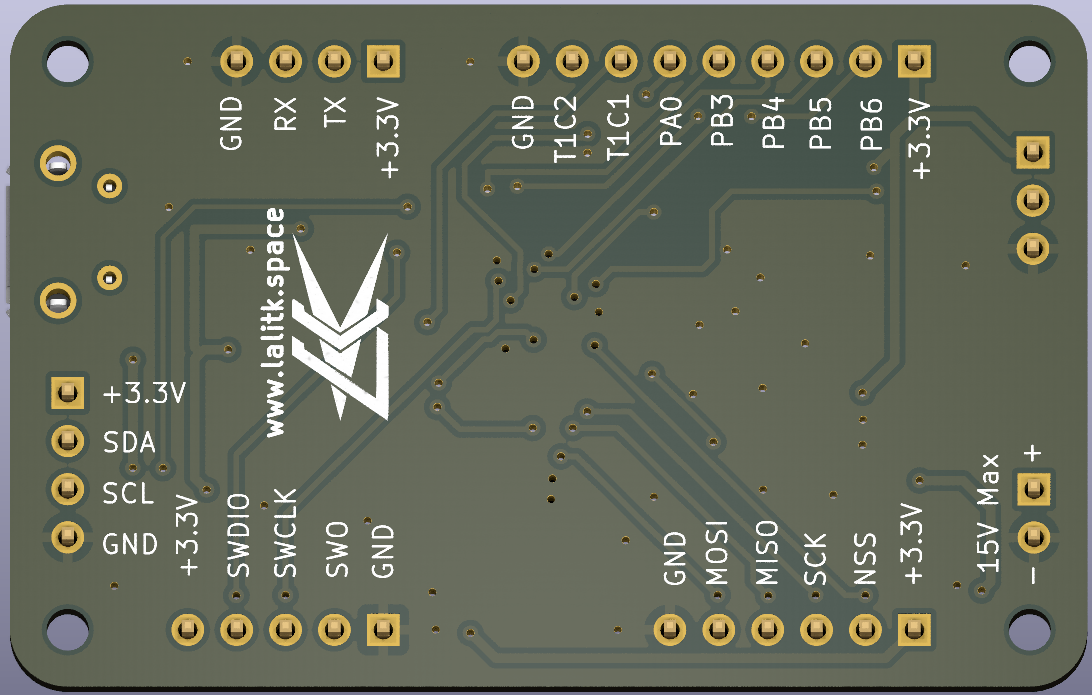 GND
RX
TX
+3.3V
GND
T1C2
T1C1
PA0
PB3
PB4
PB5
PB6
+3.3V
www.lalitk.space
+3.3V
SDA
SCL
GND
+3.3V
SWDIO
SWCLK
SWO
GND
GND
MOSI
MISO
SCK
NSS
+3.3V
15V Max
+
-